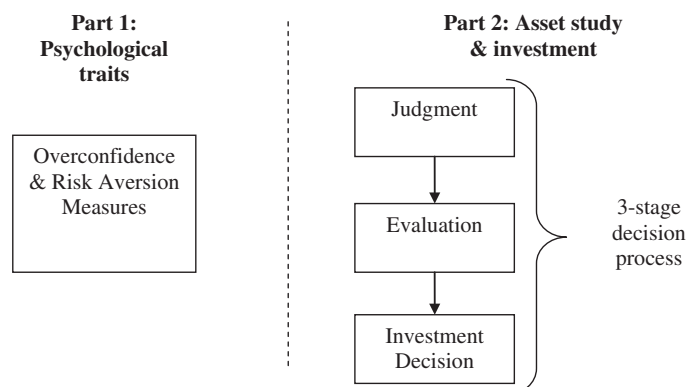 Part 1:
Psychological
traits
Overconfidence
& Risk Aversion
Measures
Part 2: Asset study
& investment
Judgment
Evaluation
Investment
Decision
3-stage
decision
process